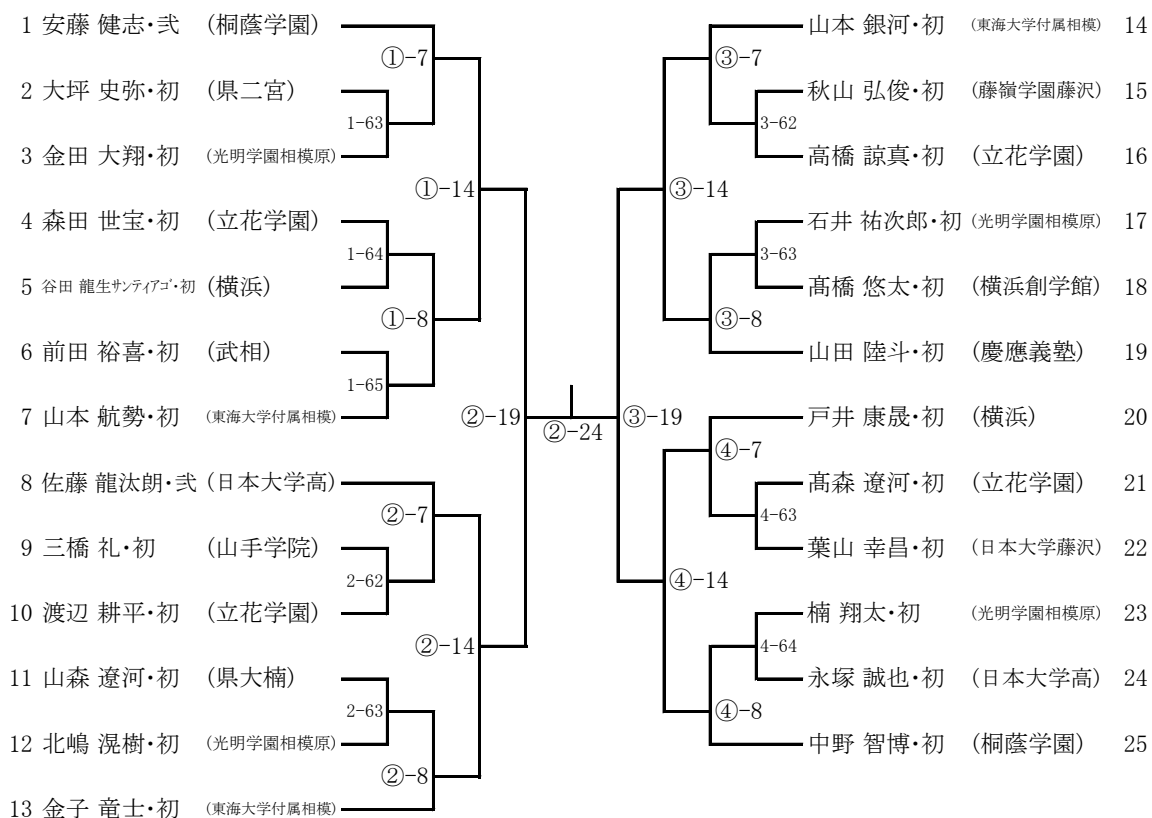 1 安藤 健志・弐 (桐蔭学園)
①-7
2 大坪 史弥・初 (県二宮)
1-63
3 金田 大翔・初 (光明学園相模原)
①-14
4 森田 世宝・初 (立花学園)
1-64
5 谷田 龍生サンティアゴ・初 (横浜)
①-8
6 前田 裕喜・初 (武相)
1-65
7 山本 航勢・初 (東海大学付属相模)
②-19
8 佐藤 龍汰朗・弐 (日本大学高)
②-7
9 三橋 礼・初 (山手学院)
2-62
10 渡辺 耕平・初 (立花学園)
②-14
11 山森 遼河・初 (県大楠)
2-63
12 北嶋 滉樹・初 (光明学園相模原)
②-8
13 金子 竜士・初 (東海大学付属相模)
②-24
山本 銀河・初 (東海大学付属相模) 14
③-7
秋山 弘俊・初 (藤嶺学園藤沢) 15
3-62
高橋 諒真・初 (立花学園) 16
③-14
石井 祐次郎・初 (光明学園相模原) 17
3-63
髙橋 悠太・初 (横浜創学館) 18
③-8
山田 陸斗・初 (慶應義塾) 19
③-19
戸井 康晟・初 (横浜) 20
④-7
髙森 遼河・初 (立花学園) 21
4-63
葉山 幸昌・初 (日本大学藤沢) 22
④-14
楠 翔太・初 (光明学園相模原) 23
4-64
永塚 誠也・初 (日本大学高) 24
④-8
中野 智博・初 (桐蔭学園) 25